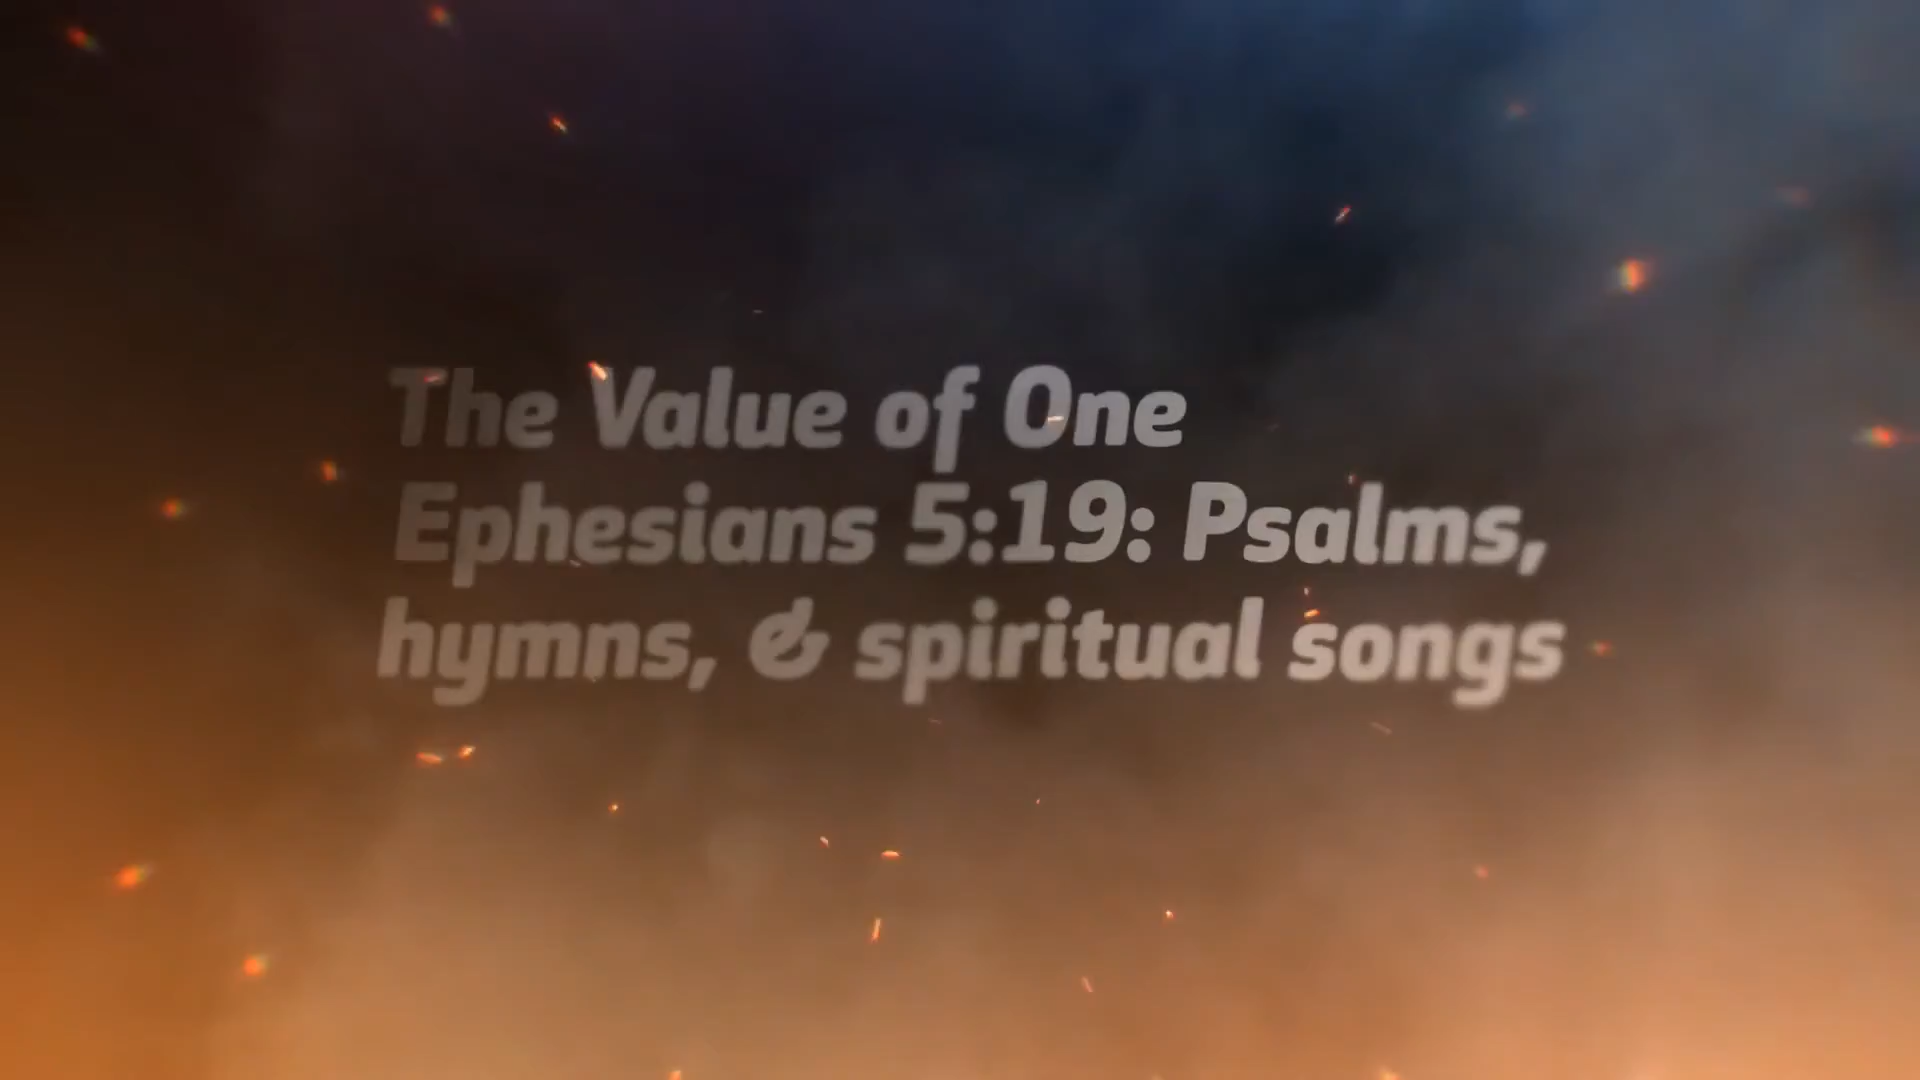 The Value of One
Ephesians 5:19: Psalms,
hymns, & spiritual songs